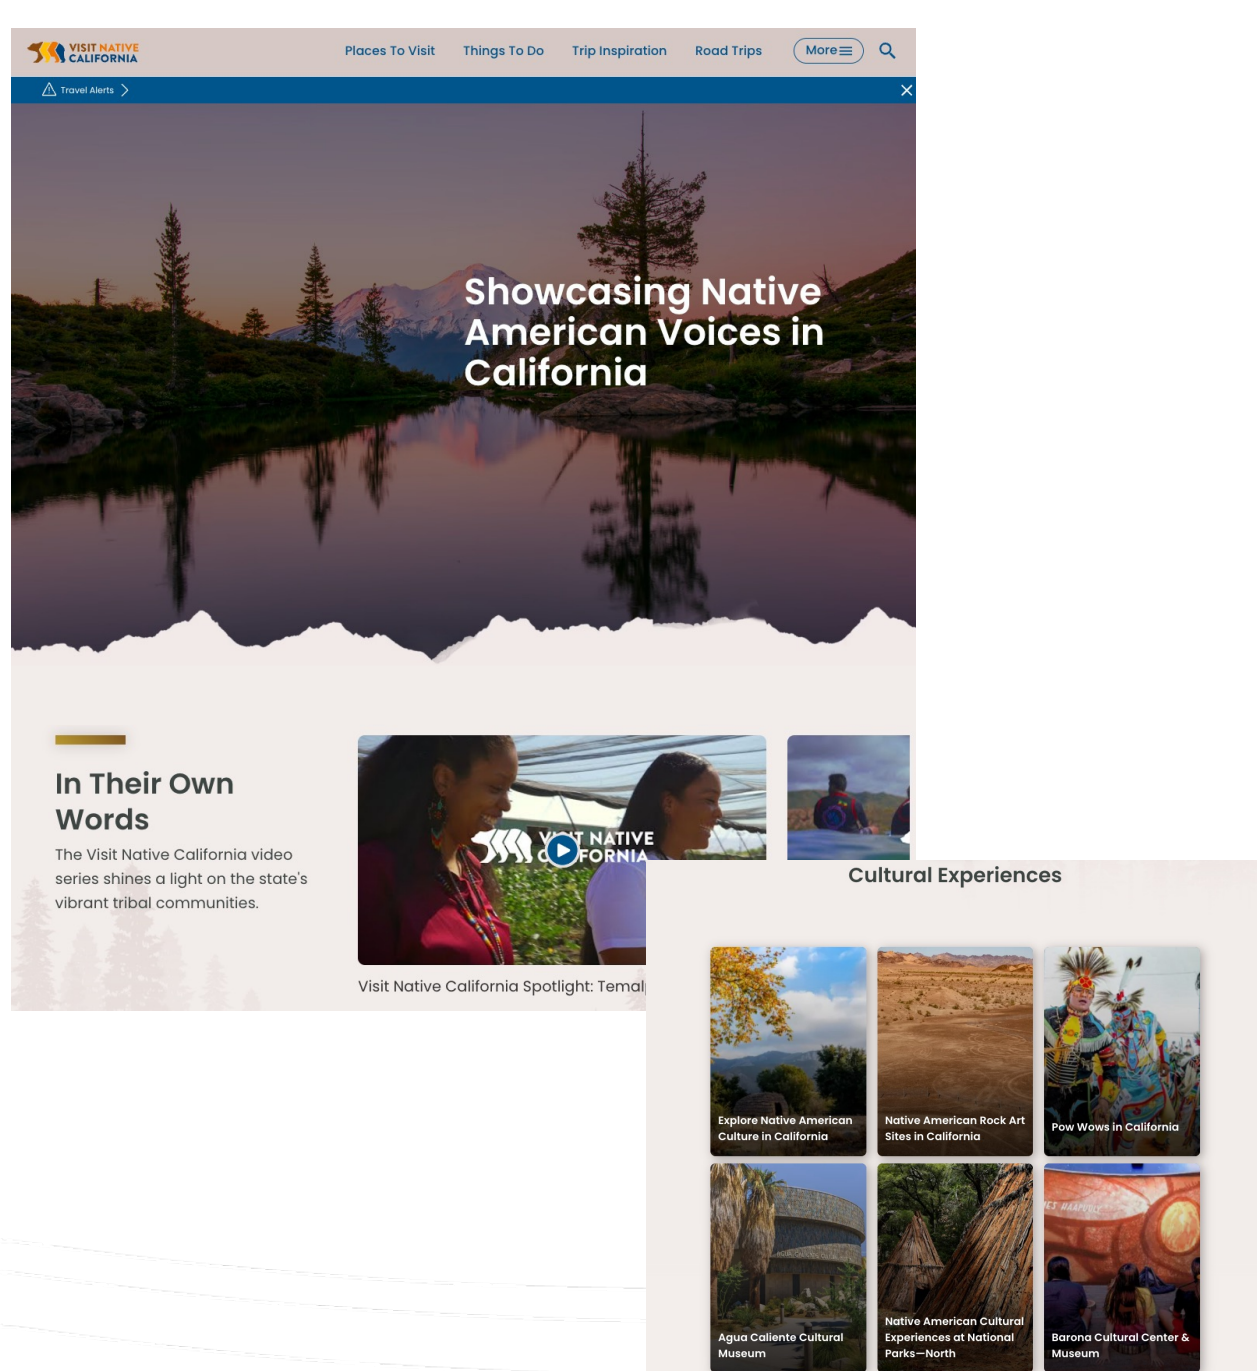 VISIT NATIVE
CALIFORNIA
Places To Visit
Things To Do
Trip Inspiration
Road Trips
More
Travel Alerts
Showcasing Native
American Voices in
California
In Their Own
Words
The Visit Native California video
series shines a light on the state's
vibrant tribal communities.
VISIT NATIVE
CALIFORNIA
Visit Native California Spotlight:
Cultural Experiences
Explore Native American
Culture in California
Native American Rock Art
Sites in California
Pow Wows in California
Agua Caliente Cultural
Museum
Native American Cultural
Experiences at National
Parks—North
Barona Cultural Center &
Museum